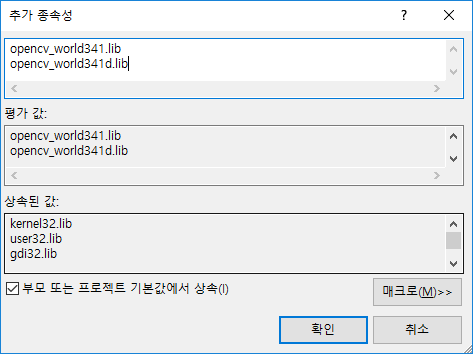 추가 종속성
opencv_world341.lib
opencv_world341d.lib
평가 값:
opencv_world341.lib
opencv_world341d.lib
상속된 값:
kernel32.lib
user32.lib
gdi32.lib
부모 또는 프로젝트 기본값에서 상속(I)
매크로(M)>>
확인
취소